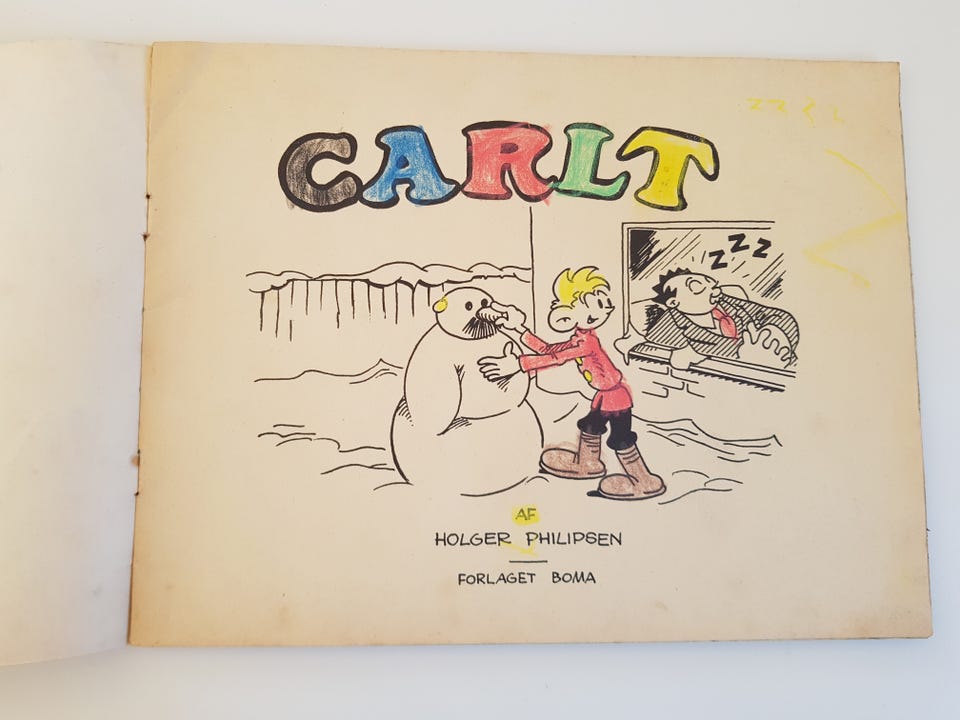 CARLT
ZZZ
AF
HOLGER PHILIPSEN
FORLAGET BOMA